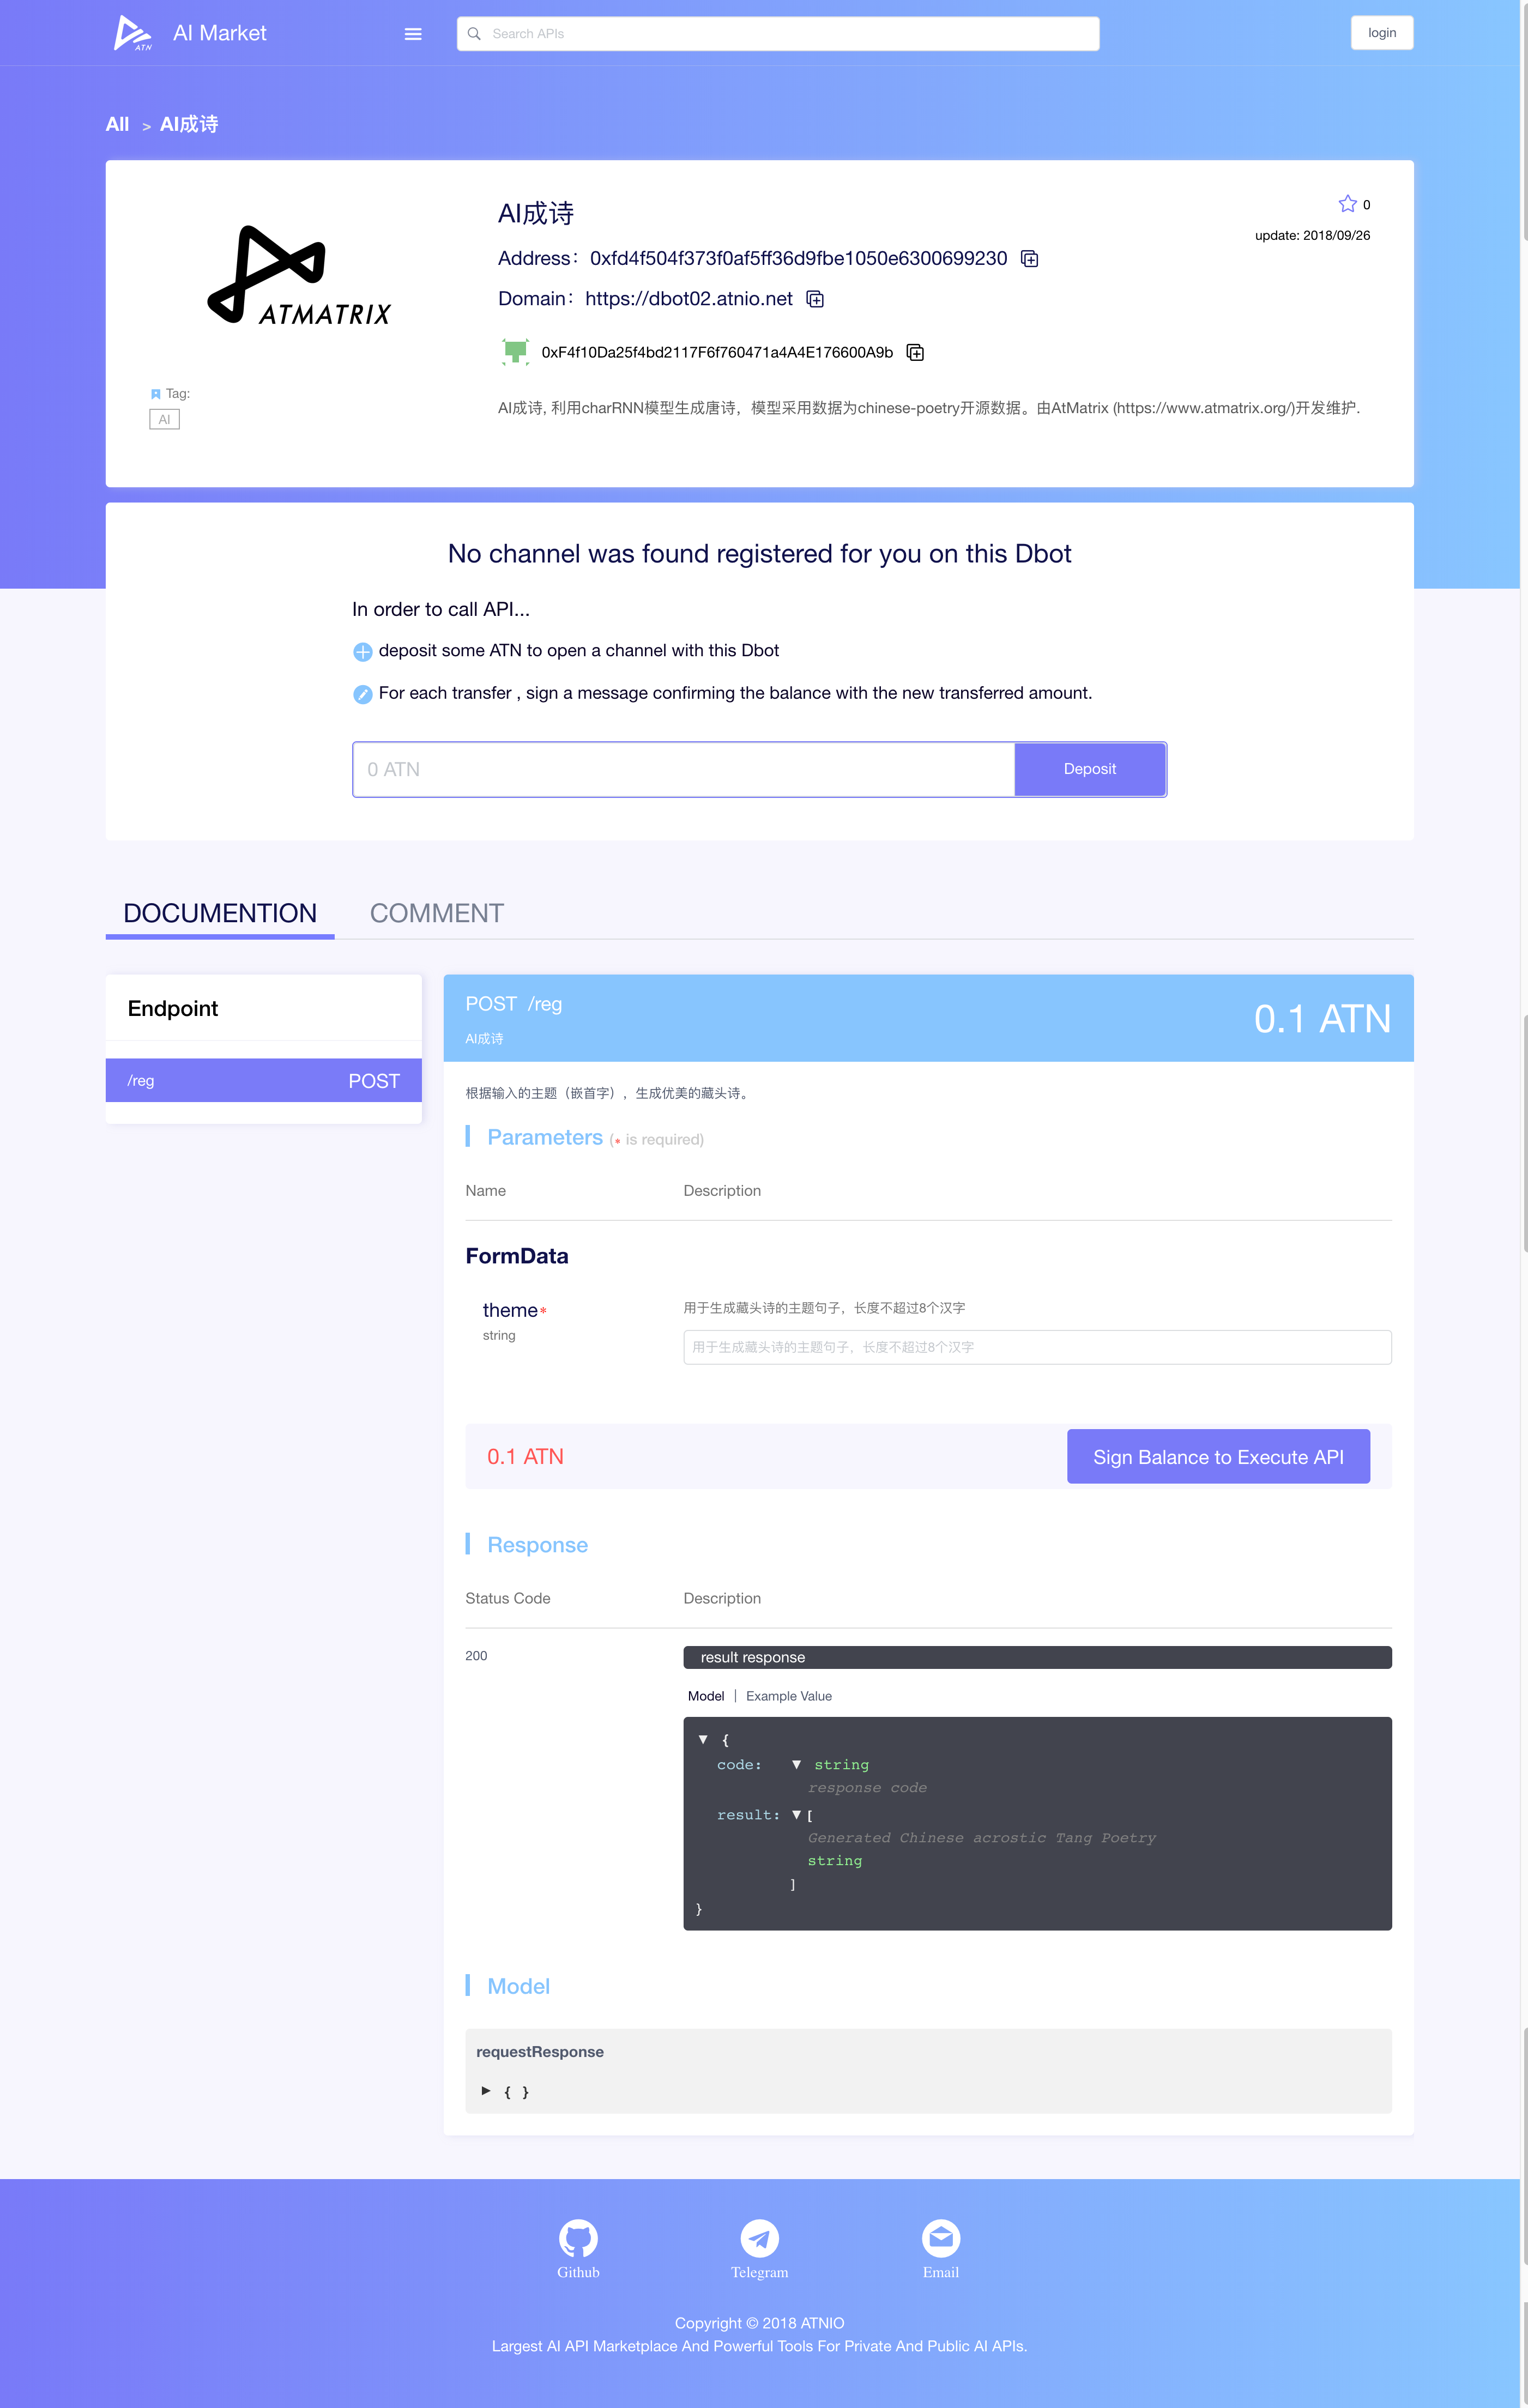 ATN
AI Market
Search APIs
login
All > AI成诗
ATMATRIX
Tag:
AI
AI成诗
0
update: 2018/09/26
Address： 0xfd4f504f373f0af5ff36d9fbe1050e6300699230
Domain： https://dbot02.atnio.net
0xF4f10Da25f4bd2117F6f760471a4A4E176600A9b
AI成诗, 利用charRNN模型生成唐诗，模型采用数据为chinese-poetry开源数据。由AtMatrix (https://www.atmatrix.org/)开发维护.
No channel was found registered for you on this Dbot
In order to call API...
deposit some ATN to open a channel with this Dbot
For each transfer , sign a message confirming the balance with the new transferred amount.
0 ATN
Deposit
DOCUMENTION
COMMENT
Endpoint
/reg POST
POST /reg
AI成诗
0.1 ATN
根据输入的主题（嵌首字），生成优美的藏头诗。
Parameters (* is required)
Name Description
FormData
theme*
string
用于生成藏头诗的主题句子，长度不超过8个汉字
用于生成藏头诗的主题句子，长度不超过8个汉字
0.1 ATN
Sign Balance to Execute API
Response
Status Code Description
200
result response
Model | Example Value
▼ {
code: ▼ string
response code
result: ▼[
Generated Chinese acrostic Tang Poetry
string
]
}
Model
requestResponse
▶ { }
Github
Telegram
Email
Copyright © 2018 ATNIO
Largest AI API Marketplace And Powerful Tools For Private And Public AI APIs.